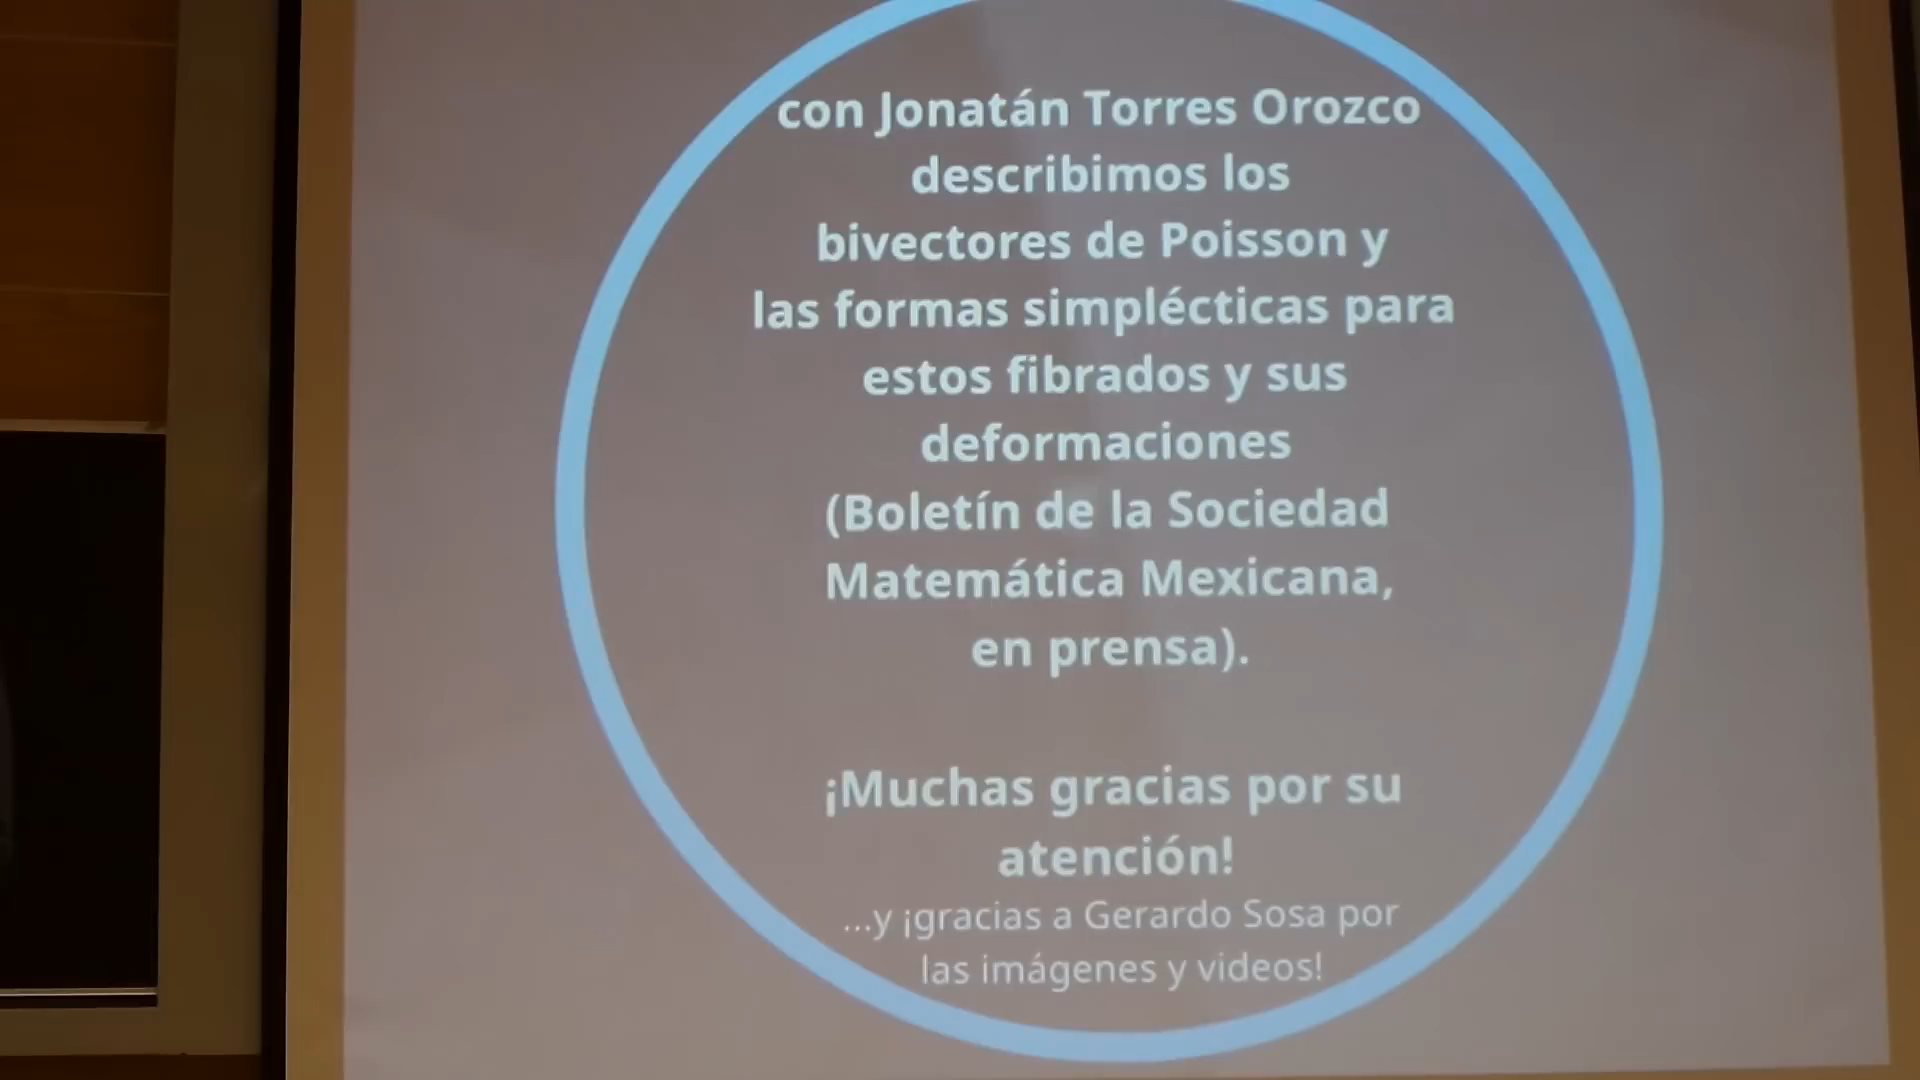 con Jonatán Torres Orozco
describimos los
bivectores de Poisson y
las formas simplécticas para
estos fibrados y sus
deformaciones
(Boletín de la Sociedad
Matemática Mexicana,
en prensa).
¡Muchas gracias por su
atención!
...y ¡gracias a Gerardo Sosa por
las imágenes y videos!